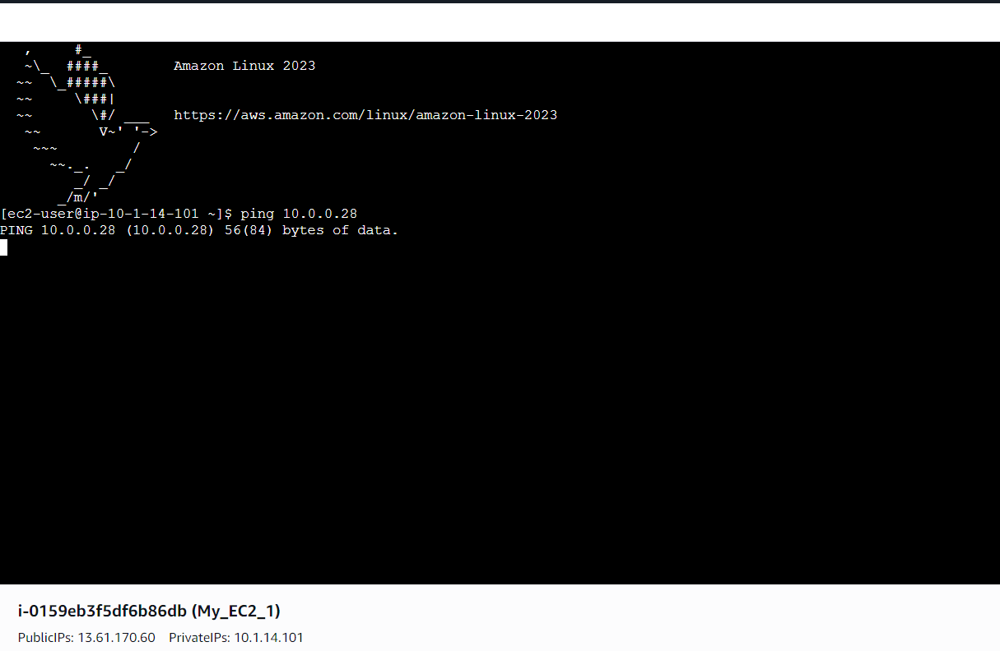 ,     #_
   ~\_  ####_        Amazon Linux 2023
  ~~  \_#####\
  ~~     \###|
  ~~       \#/ ___   https://aws.amazon.com/linux/amazon-linux-2023
   ~~       V~' '->
    ~~~         /
      ~~._.   _/
         _/ _/
       _/m/'
[ec2-user@ip-10-1-14-101 ~]$ ping 10.0.0.28
PING 10.0.0.28 (10.0.0.28) 56(84) bytes of data.
i-0159eb3f5df6b86db (My_EC2_1)
PublicIPs: 13.61.170.60 PrivateIPs: 10.1.14.101